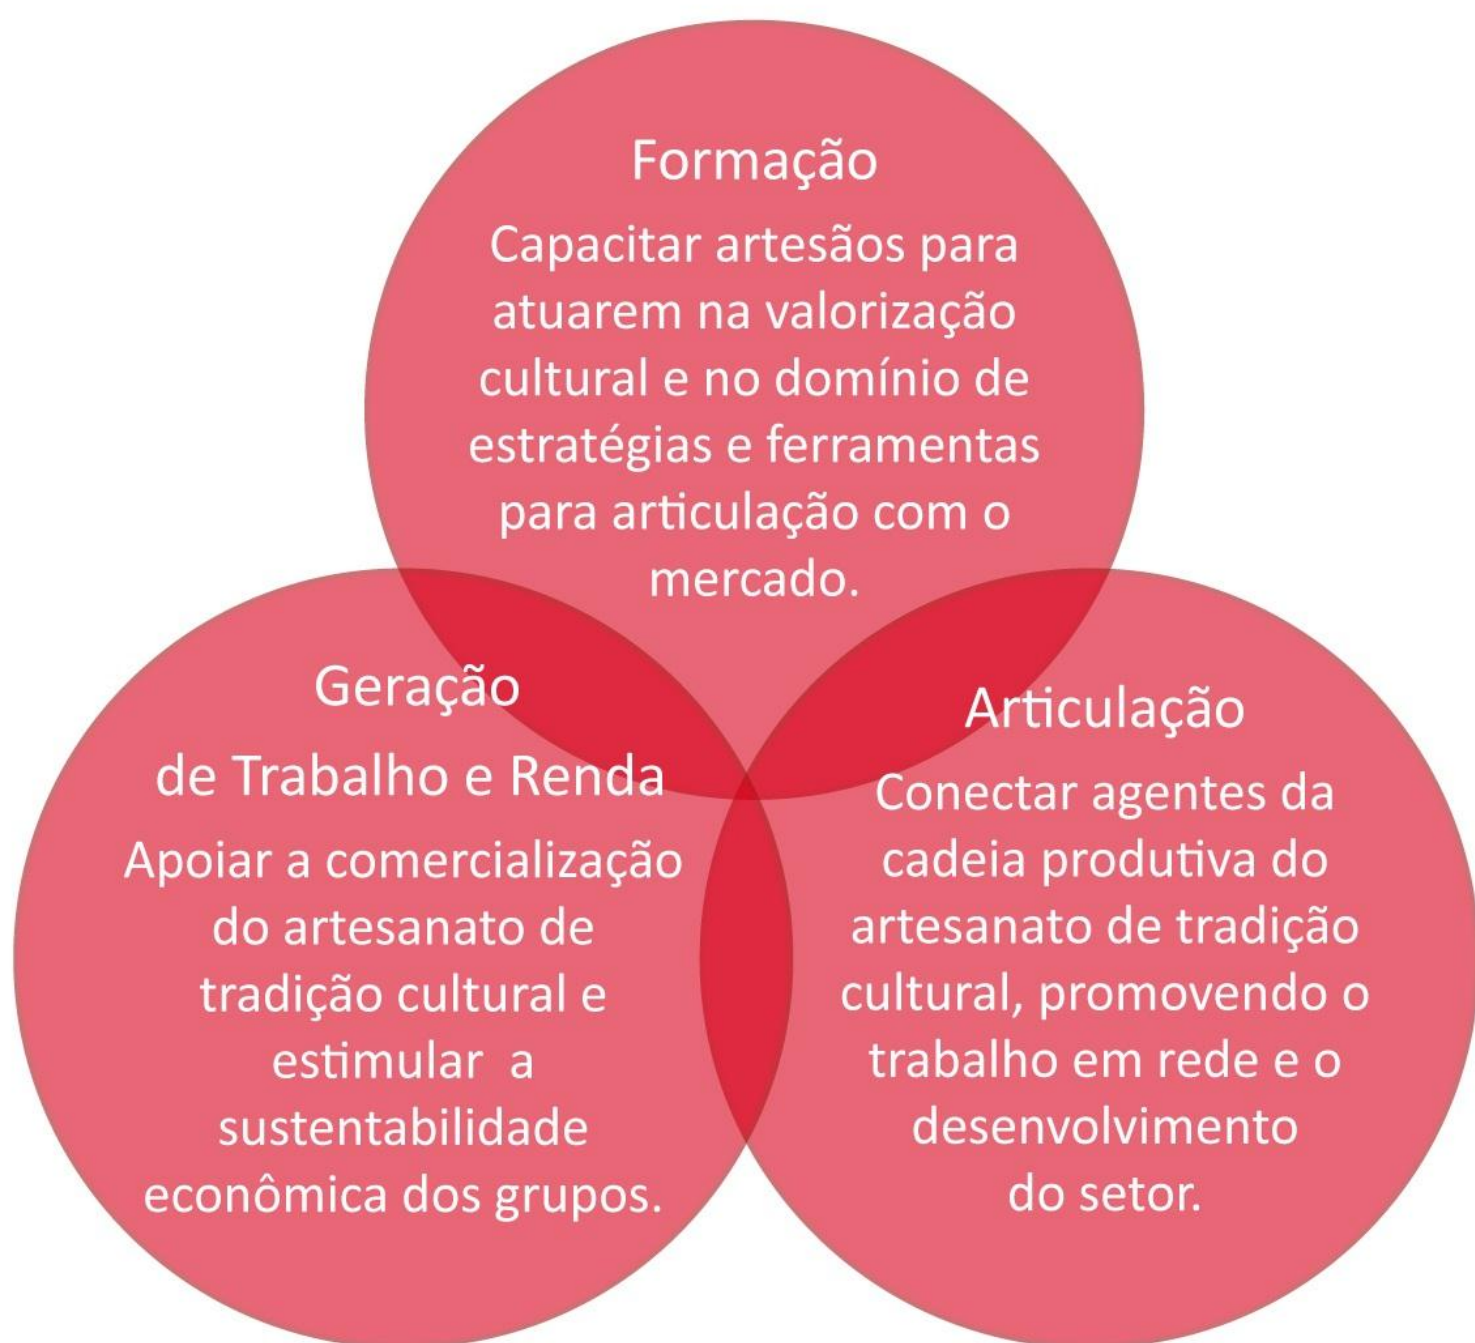 Formação
Capacitar artesãos para
atuarem na valorização
cultural e no domínio de
estratégias e ferramentas
para articulação com o
mercado.
Geração
de Trabalho e Renda
Apoiar a comercialização
do artesanato de
tradição cultural e
estimular  a
sustentabilidade
econômica dos grupos.
Articulação
Conectar agentes da
cadeia produtiva do
artesanato de tradição
cultural, promovendo o
trabalho em rede e o
desenvolvimento
do setor.